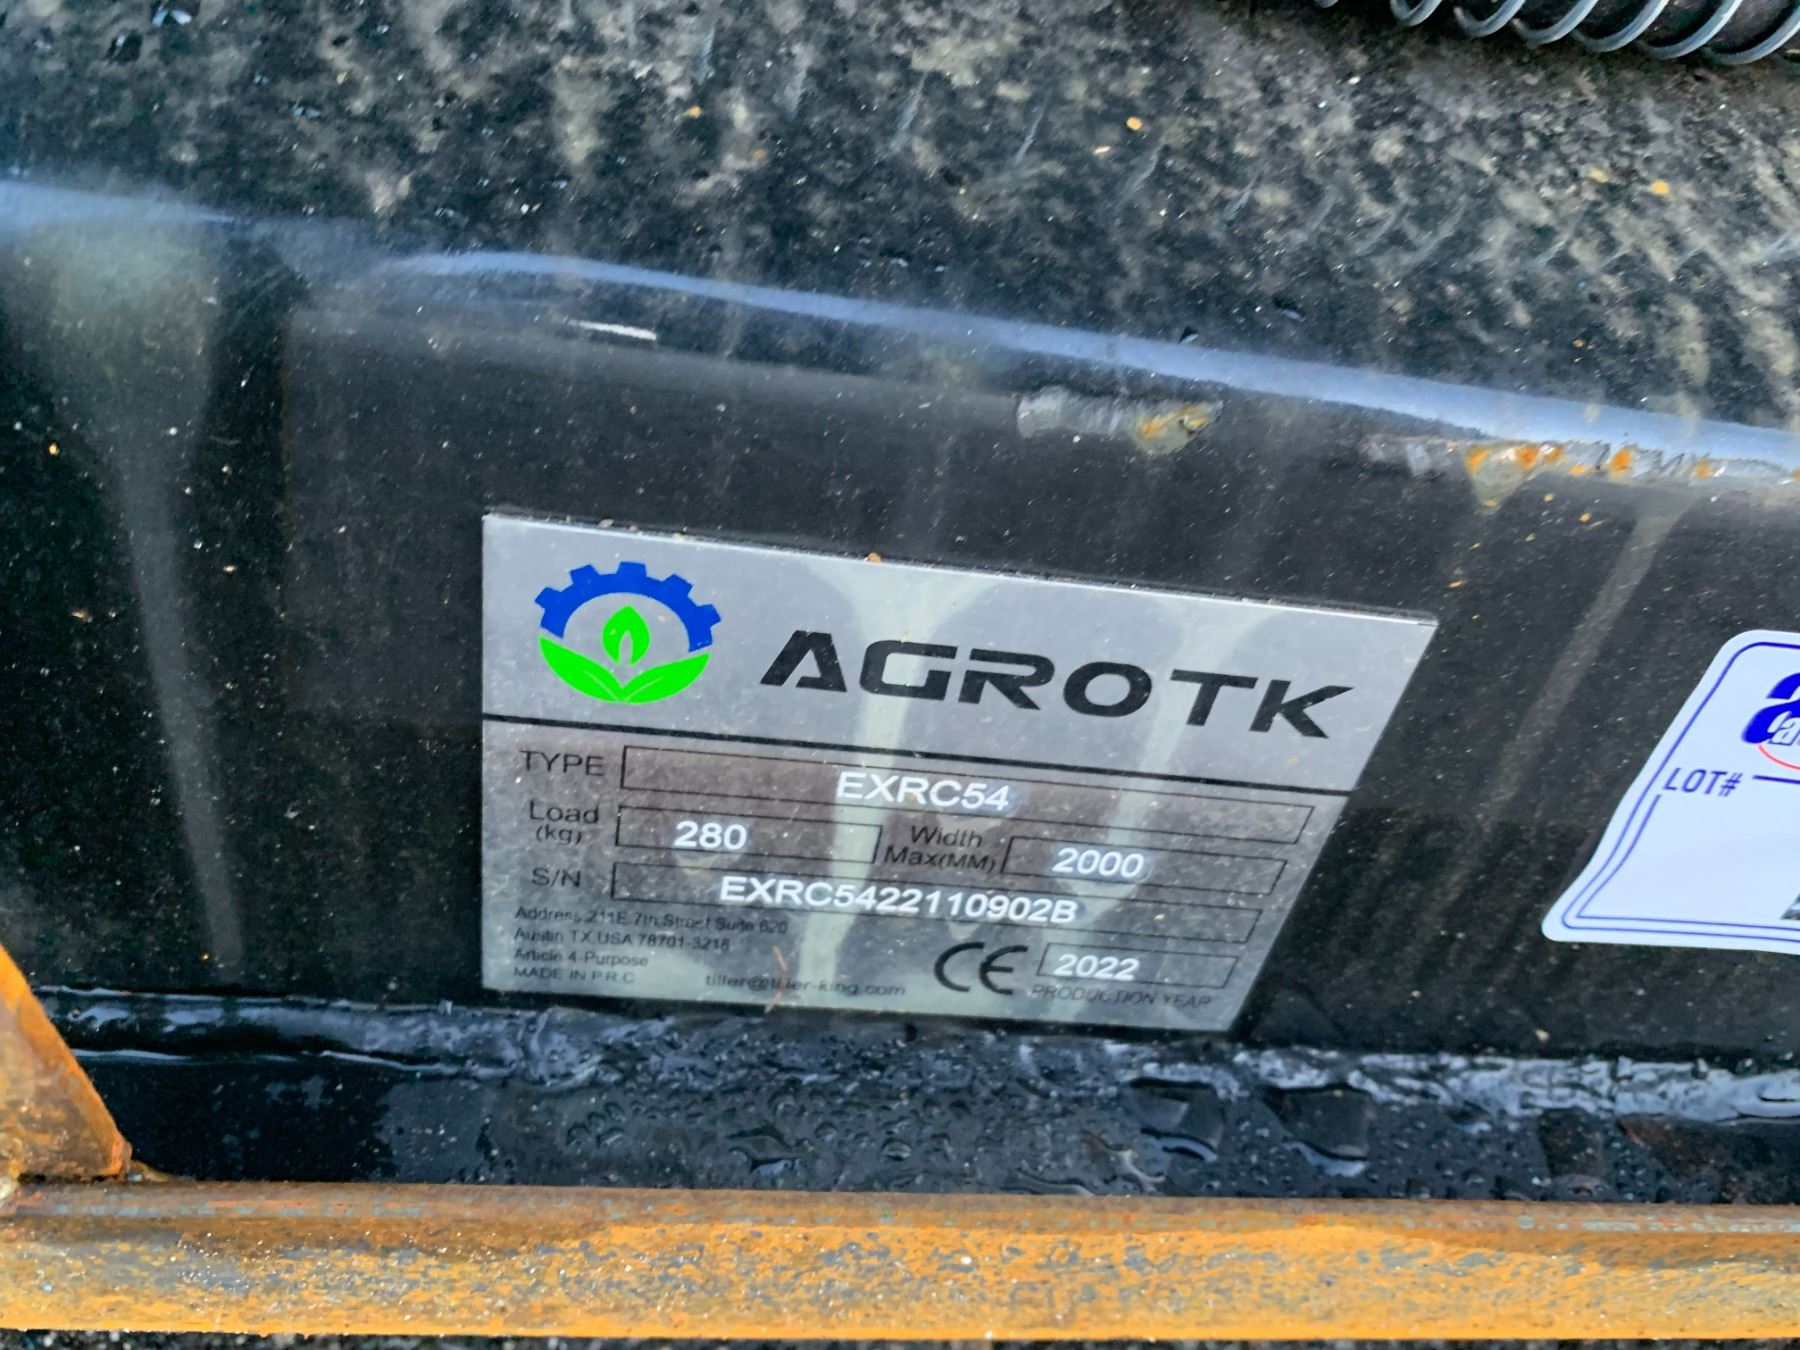 AGROTK
TYPE EXRC54
Load (kg) 280 Width Max(MM) 2000
S/N EXRC5422110902B
Address:211E.7th Street Suite 620
Austin TX,USA 78701-3218
Article 4-Purpose
MADE IN P.R.C
tiller@tiller-king.com
CE 2022
PRODUCTION YEAR
LOT#